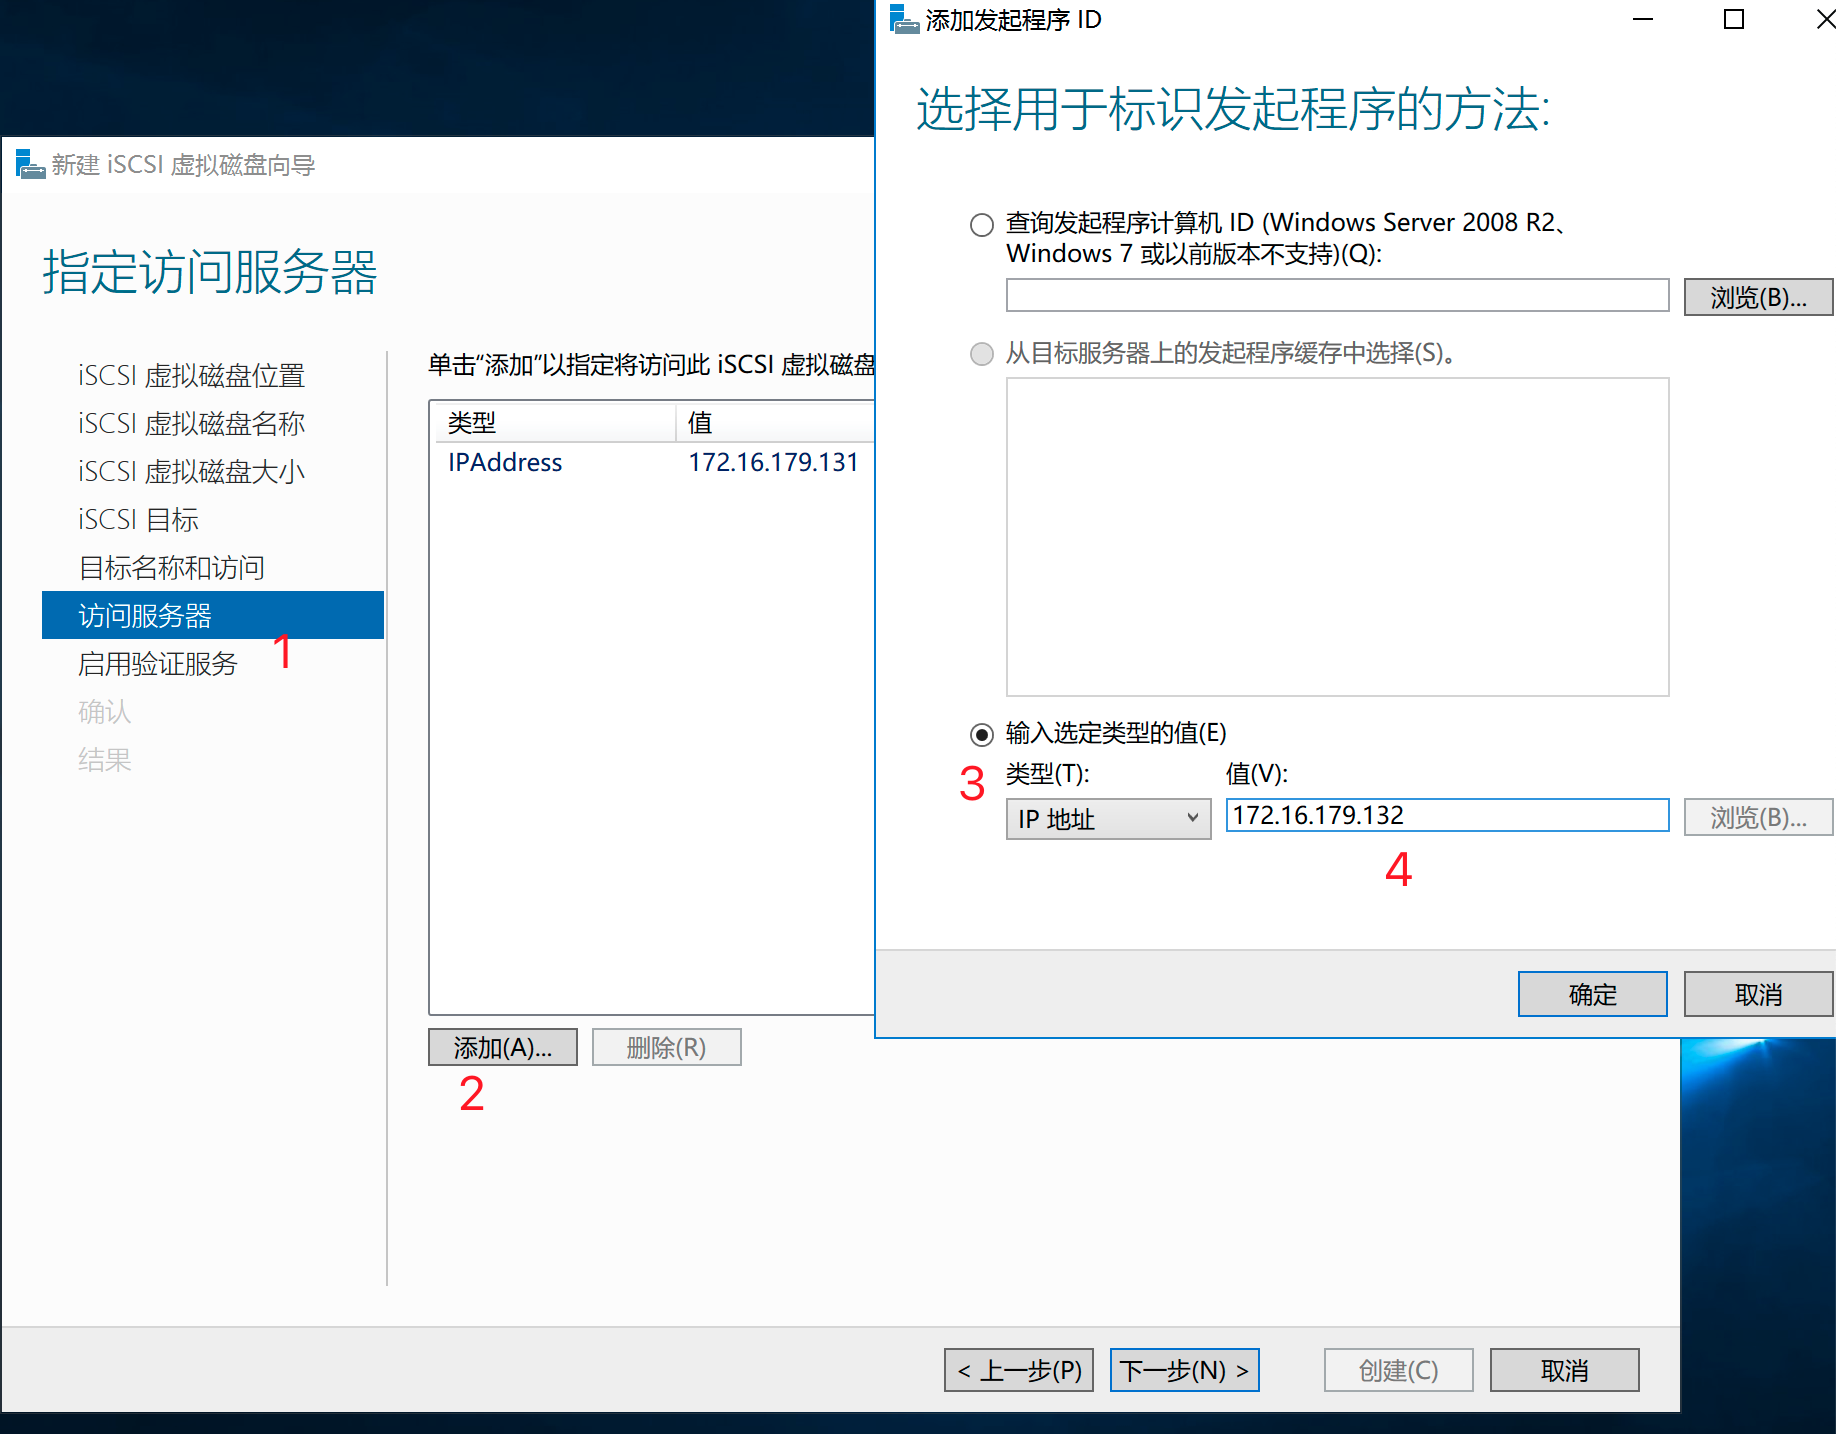 新建 iSCSI 虚拟磁盘向导
指定访问服务器
iSCSI 虚拟磁盘位置
iSCSI 虚拟磁盘名称
iSCSI 虚拟磁盘大小
iSCSI 目标
目标名称和访问
访问服务器
1
启用验证服务
确认
结果
单击“添加”以指定将访问此 iSCSI 虚拟磁盘
类型 值
IPAddress 172.16.179.131
添加(A)... 删除(R)
2
< 上一步(P) 下一步(N) > 创建(C) 取消
添加发起程序 ID
选择用于标识发起程序的方法:
查询发起程序计算机 ID (Windows Server 2008 R2、
Windows 7 或以前版本不支持)(Q):
浏览(B)...
从目标服务器上的发起程序缓存中选择(S)。
输入选定类型的值(E)
3
类型(T): 值(V):
IP 地址 172.16.179.132 浏览(B)...
4
确定 取消